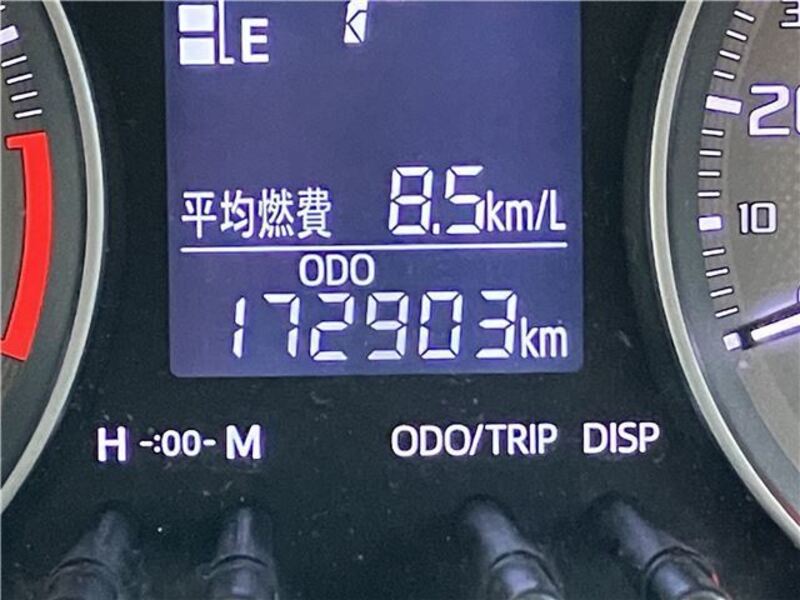 E
平均燃費 8.5km/L
ODO
172903km
H -:00- M ODO/TRIP DISP
20
10